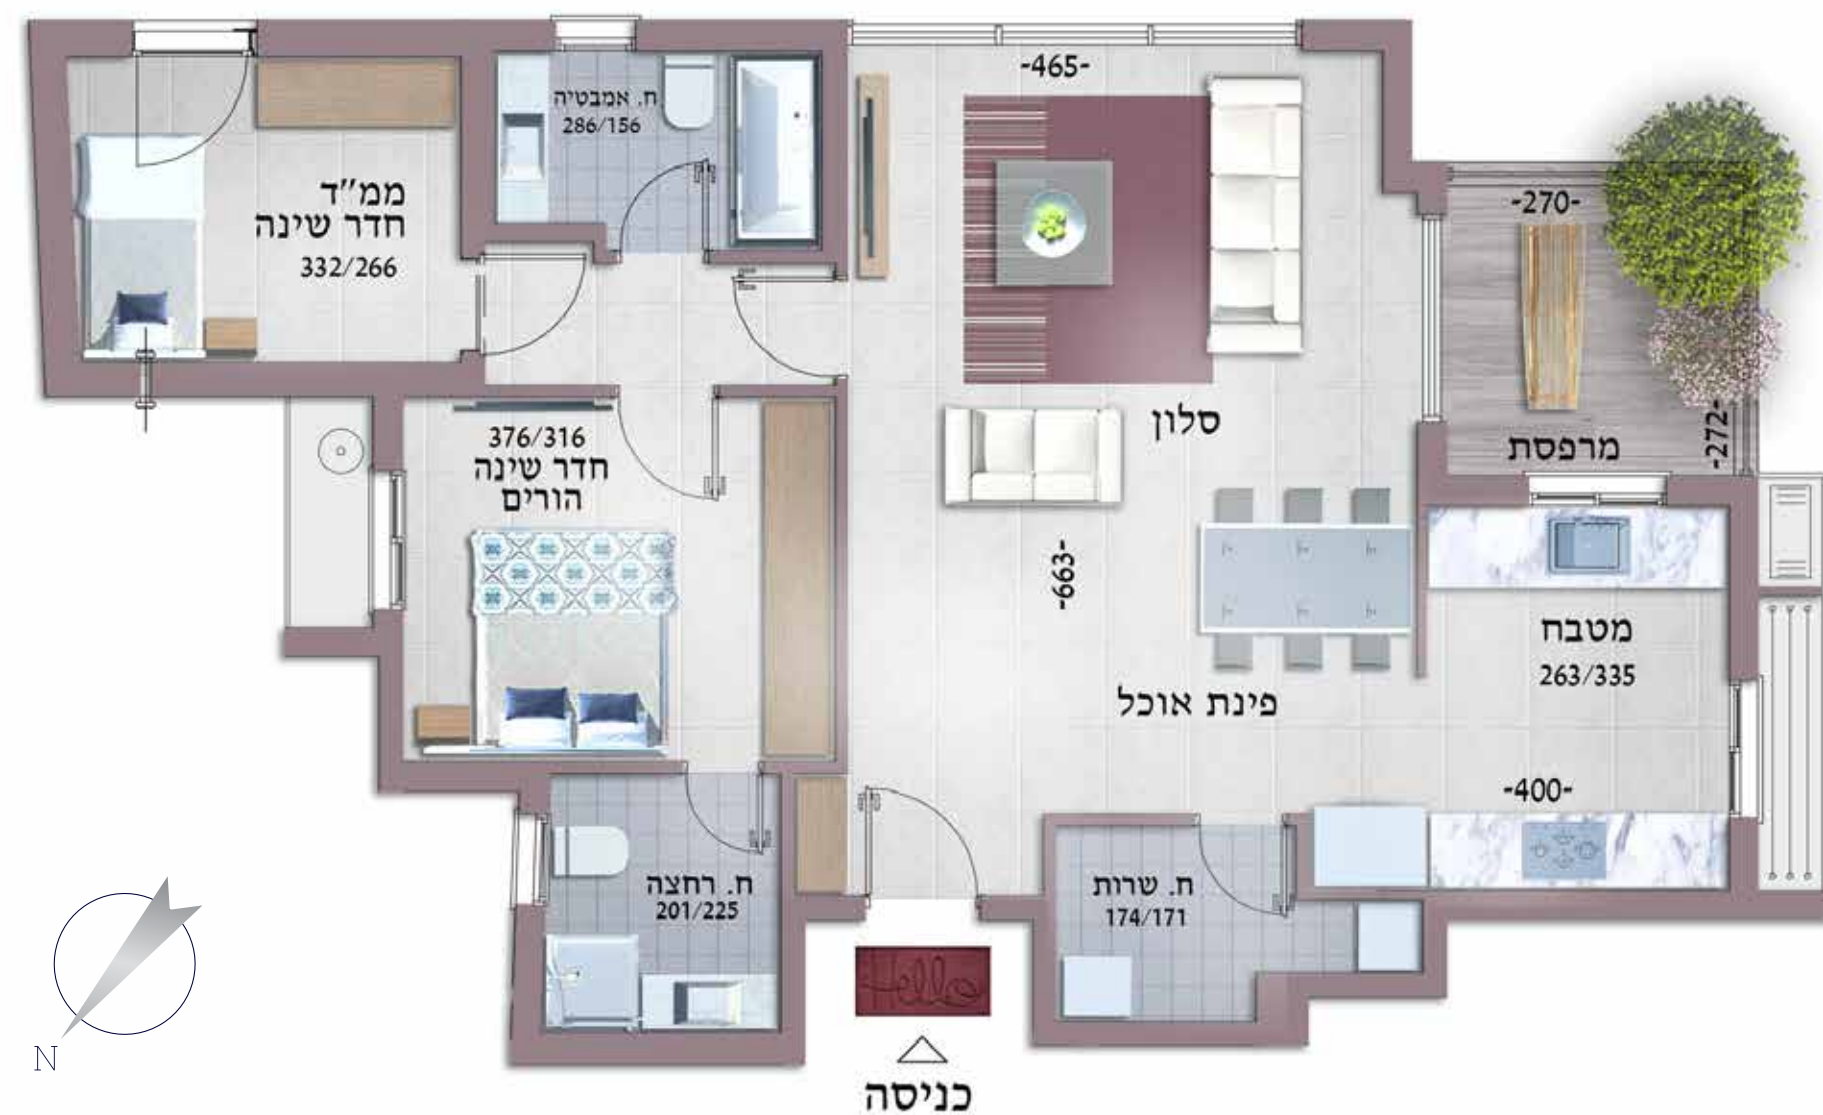 -465-
ח. אמבטיה
286/156
ממ"ד
חדר שינה
332/266
-270-
-272-
מרפסת
סלון
376/316
חדר שינה
הורים
-663-
מטבח
263/335
פינת אוכל
-400-
ח. רחצה
201/225
ח. שרות
174/171
Hello
כניסה
N